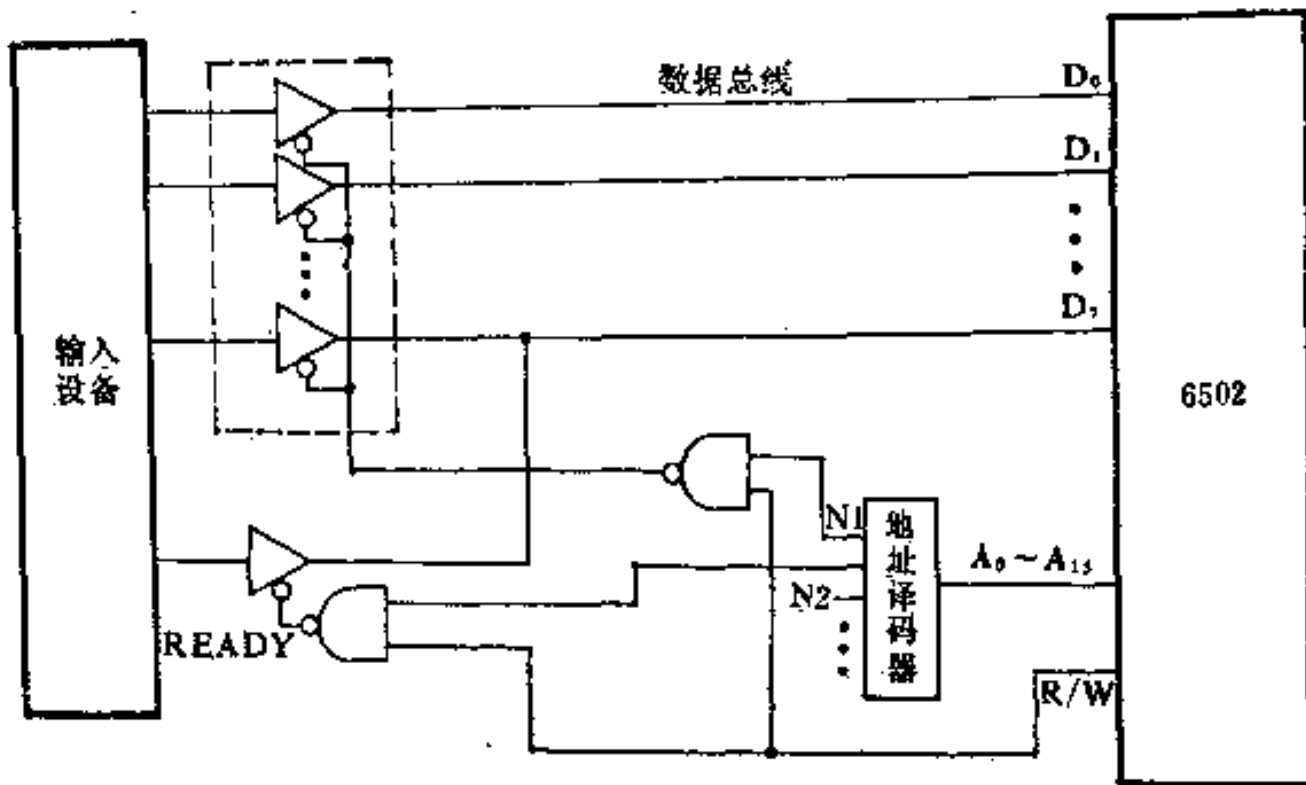 数据总线
D₀
D₁
D₇
输入
设备
6502
N1
地址译码器
A₀~A₁₅
N2
READY
R/W